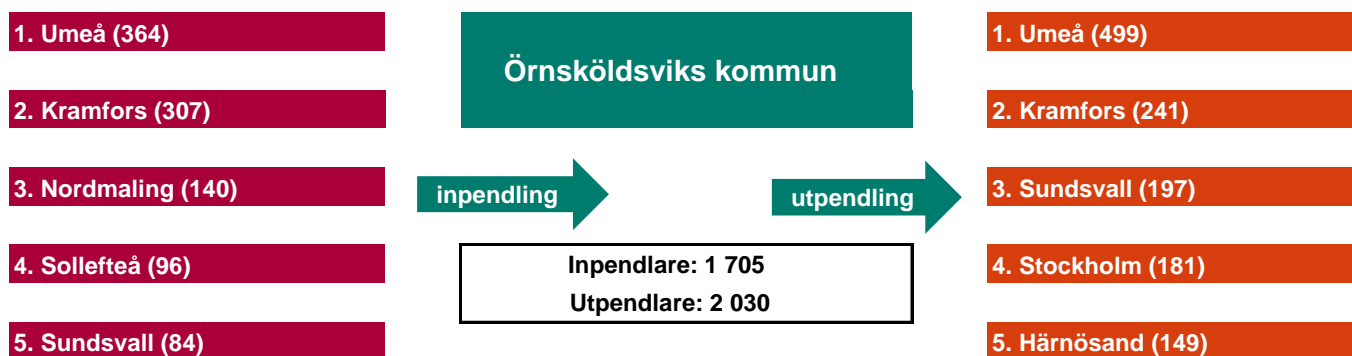 1. Umeå (364)
2. Kramfors (307)
3. Nordmaling (140)
4. Sollefteå (96)
5. Sundsvall (84)
Örnsköldsviks kommun
inpendling
utpendling
Inpendlare: 1 705
Utpendlare: 2 030
1. Umeå (499)
2. Kramfors (241)
3. Sundsvall (197)
4. Stockholm (181)
5. Härnösand (149)